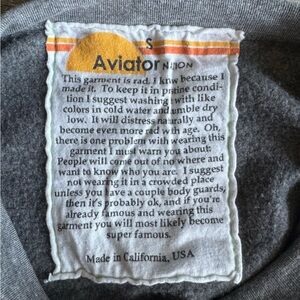 S
Aviator NATION
This garment is rad. I know because I
made it. To keep it in pristine condi-
tion I suggest washing with like
colors in cold water and tumble dry
low. It will distress naturally and
become even more rad with age. Oh,
there is one problem with wearing this
garment I must warn you about:
People will come out of no where and
want to know who you are. I suggest
not wearing it in a crowded place
unless you have a couple body guards,
then it's probably ok, and if you're
already famous and wearing this
garment you will most likely become
super famous.
Made in California, USA